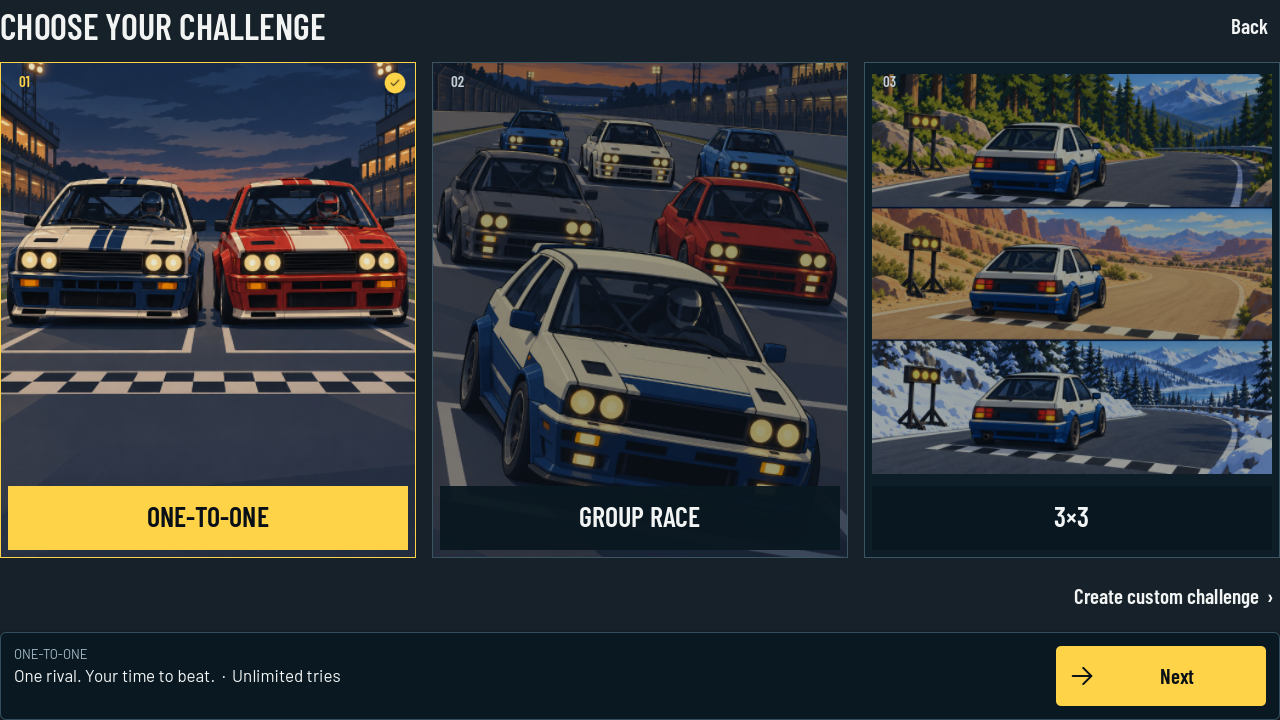 CHOOSE YOUR CHALLENGE
Back
01
02
03
ONE-TO-ONE
GROUP RACE
3×3
Create custom challenge ›
ONE-TO-ONE
One rival. Your time to beat. · Unlimited tries
Next